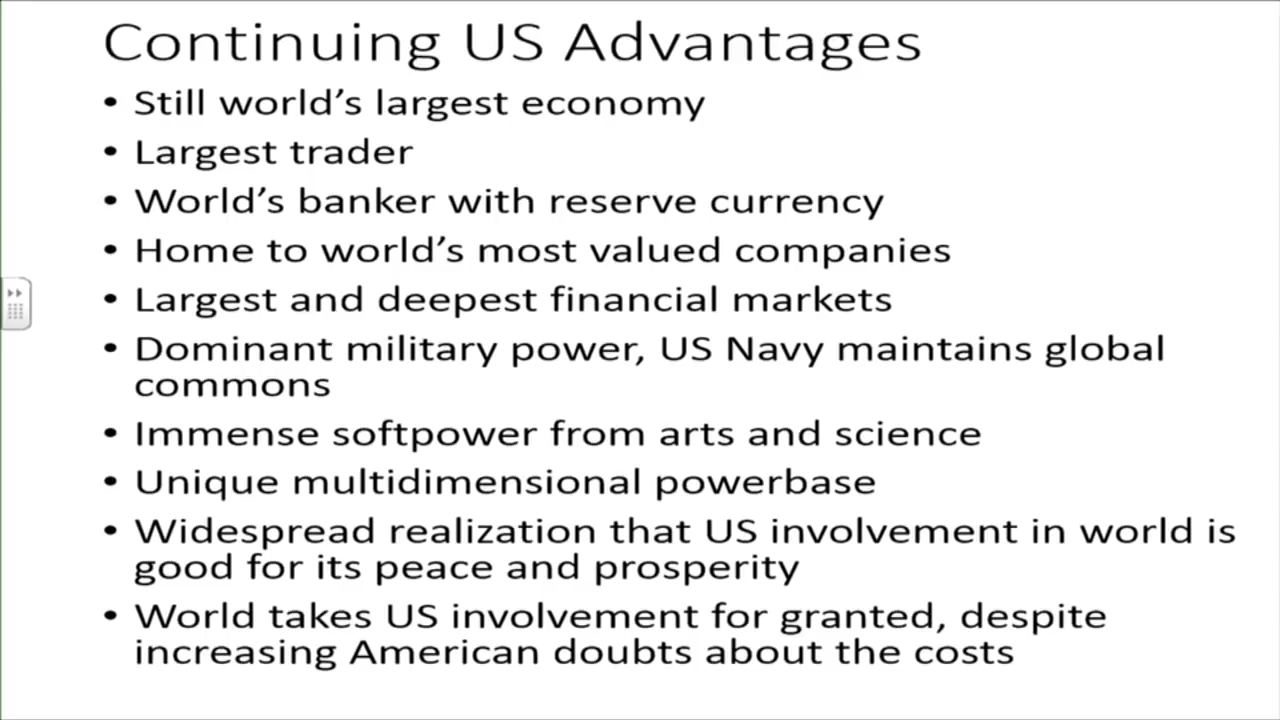 Continuing US Advantages
• Still world’s largest economy
• Largest trader
• World’s banker with reserve currency
• Home to world’s most valued companies
• Largest and deepest financial markets
• Dominant military power, US Navy maintains global
commons
• Immense softpower from arts and science
• Unique multidimensional powerbase
• Widespread realization that US involvement in world is
good for its peace and prosperity
• World takes US involvement for granted, despite
increasing American doubts about the costs